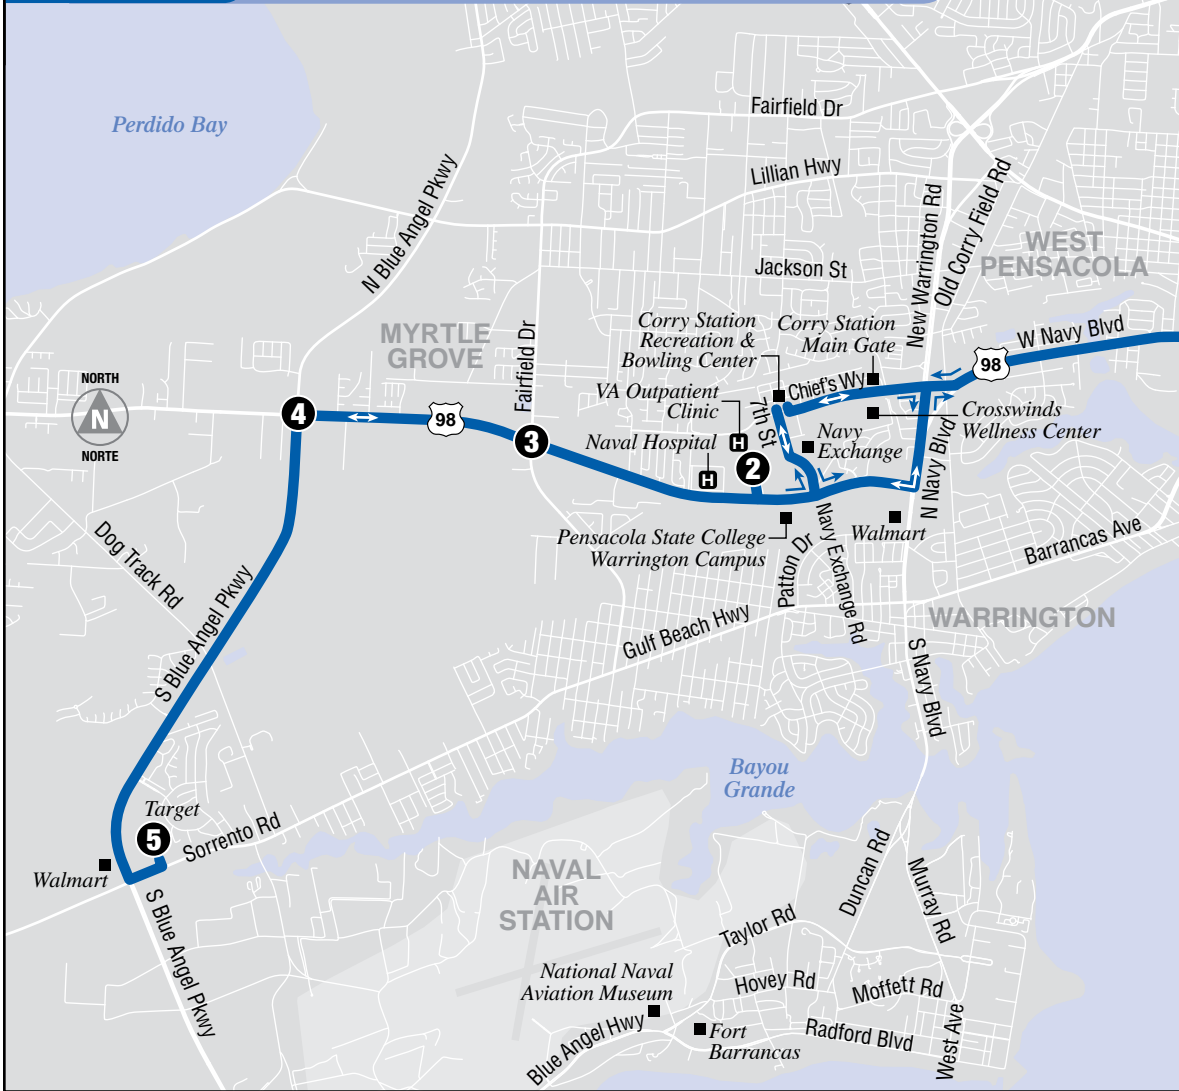 Fairfield Dr
Perdido Bay
Lillian Hwy
N Blue Angel Pkwy
New Warrington Rd
Old Corry Field Rd
WEST
PENSACOLA
Jackson St
MYRTLE
GROVE
Fairfield Dr
Corry Station
Recreation &
Bowling Center
Corry Station
Main Gate
W Navy Blvd
98
NORTH
N
NORTE
Chief's Wy
VA Outpatient
Clinic
7th St
4
98
3
Naval Hospital
H
H
2
Navy
Exchange
Crosswinds
Wellness Center
N Navy Blvd
Pensacola State College
Warrington Campus
Walmart
Navy Exchange Rd
Patton Dr
Barrancas Ave
Dog Track Rd
S Blue Angel Pkwy
Gulf Beach Hwy
WARRINGTON
S Navy Blvd
Bayou
Grande
Target
5
Sorrento Rd
Walmart
S Blue Angel Pkwy
NAVAL
AIR
STATION
Duncan Rd
Murray Rd
Taylor Rd
National Naval
Aviation Museum
Hovey Rd
Moffett Rd
Blue Angel Hwy
Fort
Barrancas
Radford Blvd
West Ave